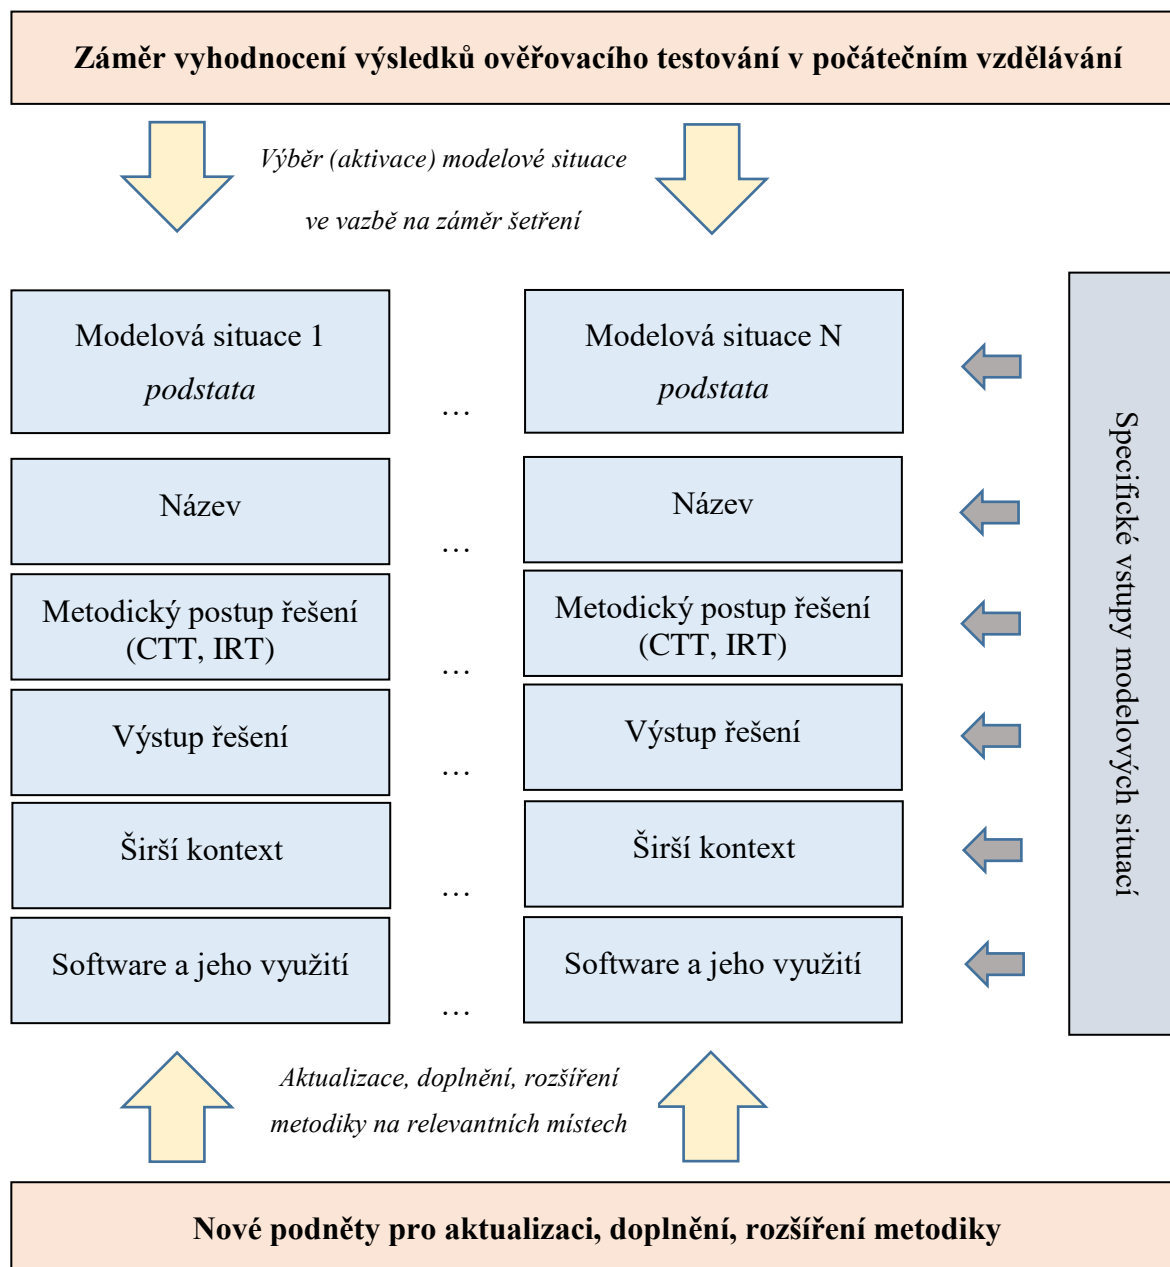 Záměr vyhodnocení výsledků ověřovacího testování v počátečním vzdělávání
Výběr (aktivace) modelové situace
ve vazbě na záměr šetření
Modelová situace 1
podstata
…
Modelová situace N
podstata
Název
…
Název
Metodický postup řešení
(CTT, IRT)
…
Metodický postup řešení
(CTT, IRT)
Výstup řešení
…
Výstup řešení
Širší kontext
…
Širší kontext
Software a jeho využití
…
Software a jeho využití
Specifické vstupy modelových situací
Aktualizace, doplnění, rozšíření
metodiky na relevantních místech
Nové podněty pro aktualizaci, doplnění, rozšíření metodiky